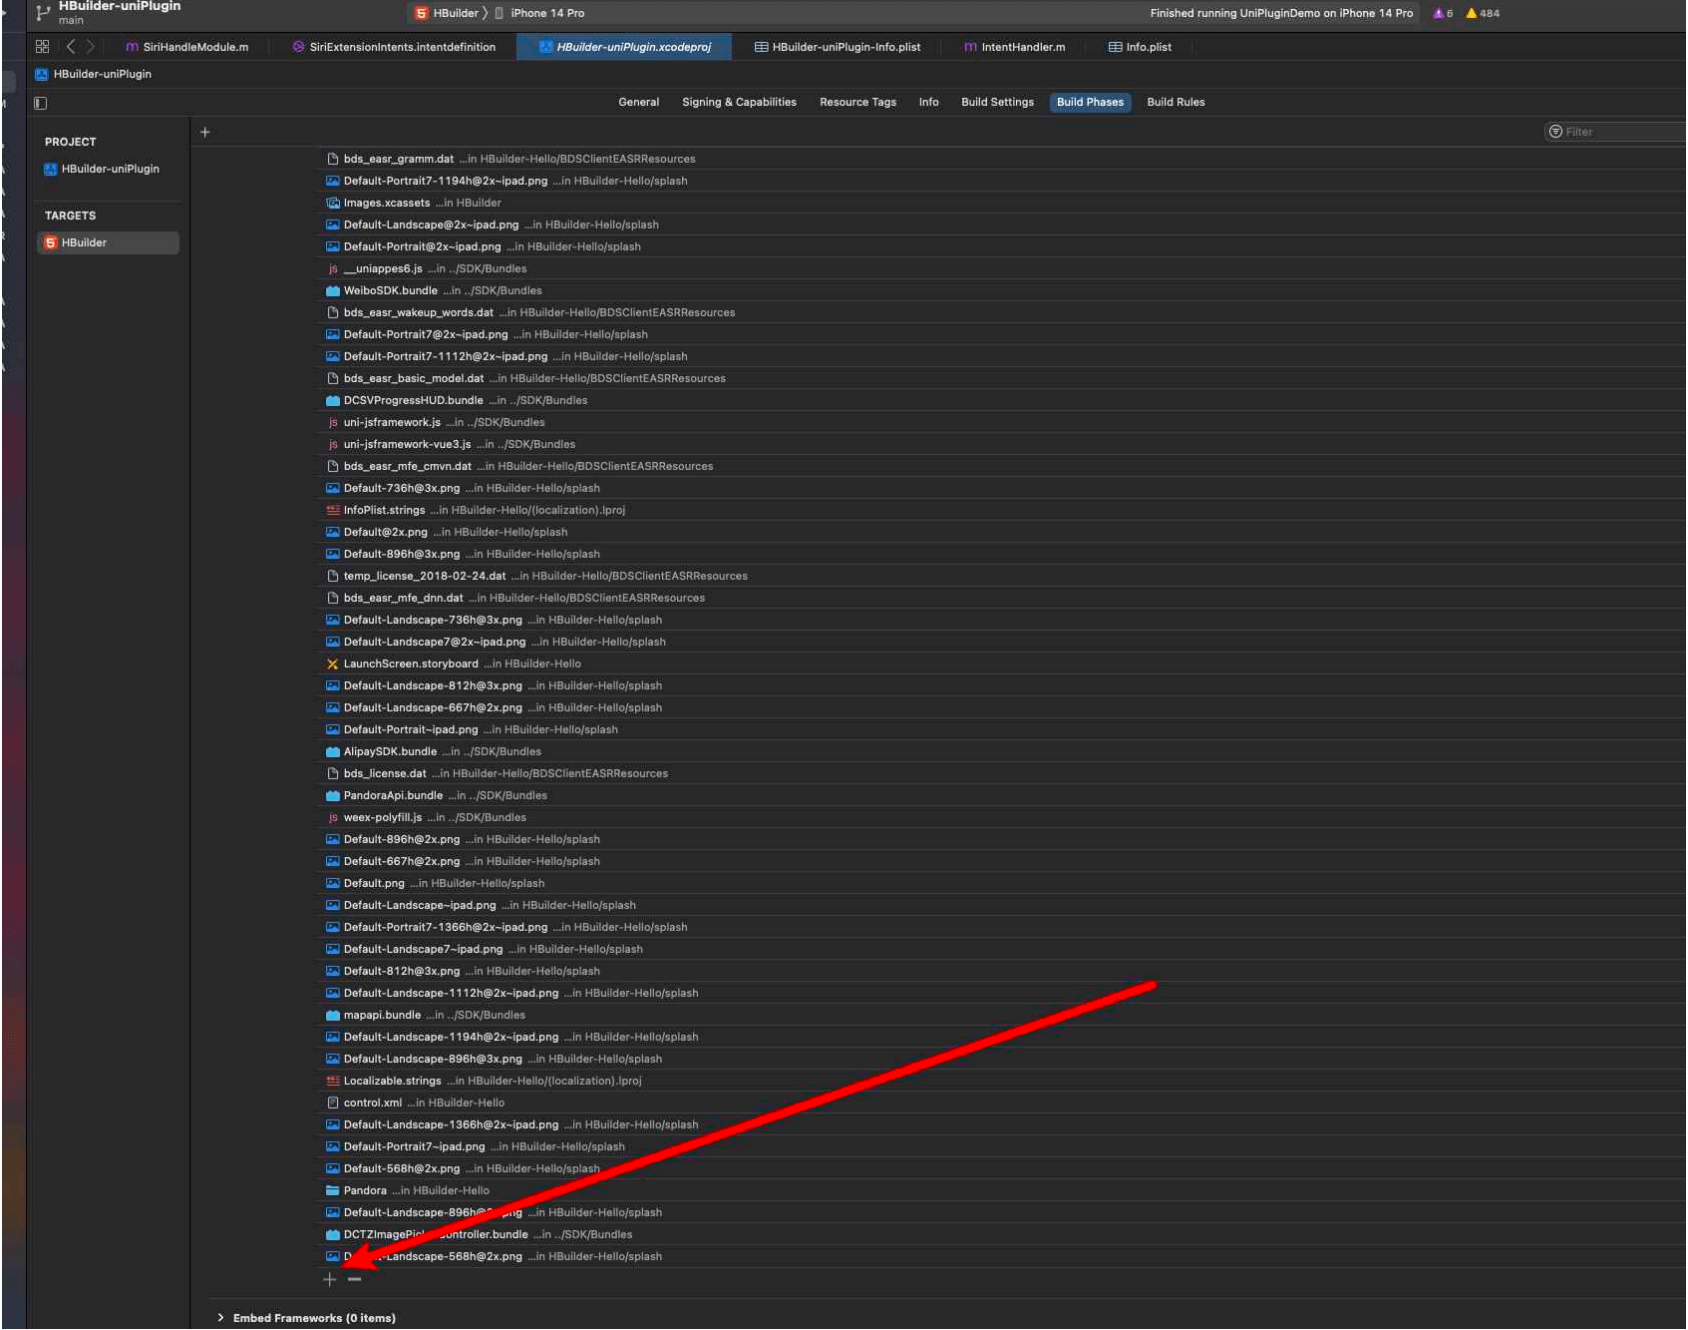 HBuilder-uniPlugin
main
HBuilder 〉 iPhone 14 Pro
Finished running UniPluginDemo on iPhone 14 Pro 6 484
SiriHandleModule.m SiriExtensionIntents.intentdefinition HBuilder-uniPlugin.xcodeproj HBuilder-uniPlugin-Info.plist IntentHandler.m Info.plist
HBuilder-uniPlugin
General Signing & Capabilities Resource Tags Info Build Settings Build Phases Build Rules
+ Filter
PROJECT
HBuilder-uniPlugin
TARGETS
HBuilder
bds_easr_gramm.dat ...in HBuilder-Hello/BDSClientEASRResources
Default-Portrait7-1194h@2x~ipad.png ...in HBuilder-Hello/splash
Images.xcassets ...in HBuilder
Default-Landscape@2x~ipad.png ...in HBuilder-Hello/splash
Default-Portrait@2x~ipad.png ...in HBuilder-Hello/splash
js __uniappes6.js ...in ../SDK/Bundles
WeiboSDK.bundle ...in ../SDK/Bundles
bds_easr_wakeup_words.dat ...in HBuilder-Hello/BDSClientEASRResources
Default-Portrait7@2x~ipad.png ...in HBuilder-Hello/splash
Default-Portrait7-1112h@2x~ipad.png ...in HBuilder-Hello/splash
bds_easr_basic_model.dat ...in HBuilder-Hello/BDSClientEASRResources
DCSVProgressHUD.bundle ...in ../SDK/Bundles
js uni-jsframework.js ...in ../SDK/Bundles
js uni-jsframework-vue3.js ...in ../SDK/Bundles
bds_easr_mfe_cmvn.dat ...in HBuilder-Hello/BDSClientEASRResources
Default-736h@3x.png ...in HBuilder-Hello/splash
InfoPlist.strings ...in HBuilder-Hello/(localization).lproj
Default@2x.png ...in HBuilder-Hello/splash
Default-896h@3x.png ...in HBuilder-Hello/splash
temp_license_2018-02-24.dat ...in HBuilder-Hello/BDSClientEASRResources
bds_easr_mfe_dnn.dat ...in HBuilder-Hello/BDSClientEASRResources
Default-Landscape-736h@3x.png ...in HBuilder-Hello/splash
Default-Landscape7@2x~ipad.png ...in HBuilder-Hello/splash
LaunchScreen.storyboard ...in HBuilder-Hello
Default-Landscape-812h@3x.png ...in HBuilder-Hello/splash
Default-Landscape-667h@2x.png ...in HBuilder-Hello/splash
Default-Portrait~ipad.png ...in HBuilder-Hello/splash
AlipaySDK.bundle ...in ../SDK/Bundles
bds_license.dat ...in HBuilder-Hello/BDSClientEASRResources
PandoraApi.bundle ...in ../SDK/Bundles
js weex-polyfill.js ...in ../SDK/Bundles
Default-896h@2x.png ...in HBuilder-Hello/splash
Default-667h@2x.png ...in HBuilder-Hello/splash
Default.png ...in HBuilder-Hello/splash
Default-Landscape~ipad.png ...in HBuilder-Hello/splash
Default-Portrait7-1366h@2x~ipad.png ...in HBuilder-Hello/splash
Default-Landscape7~ipad.png ...in HBuilder-Hello/splash
Default-812h@3x.png ...in HBuilder-Hello/splash
Default-Landscape-1112h@2x~ipad.png ...in HBuilder-Hello/splash
mapapi.bundle ...in ../SDK/Bundles
Default-Landscape-1194h@2x~ipad.png ...in HBuilder-Hello/splash
Default-Landscape-896h@3x.png ...in HBuilder-Hello/splash
Localizable.strings ...in HBuilder-Hello/(localization).lproj
control.xml ...in HBuilder-Hello
Default-Landscape-1366h@2x~ipad.png ...in HBuilder-Hello/splash
Default-Portrait7~ipad.png ...in HBuilder-Hello/splash
Default-568h@2x.png ...in HBuilder-Hello/splash
Pandora ...in HBuilder-Hello
...in HBuilder-Hello/splash
...in ../SDK/Bundles
...in HBuilder-Hello/splash
+ −
Embed Frameworks (0 items)